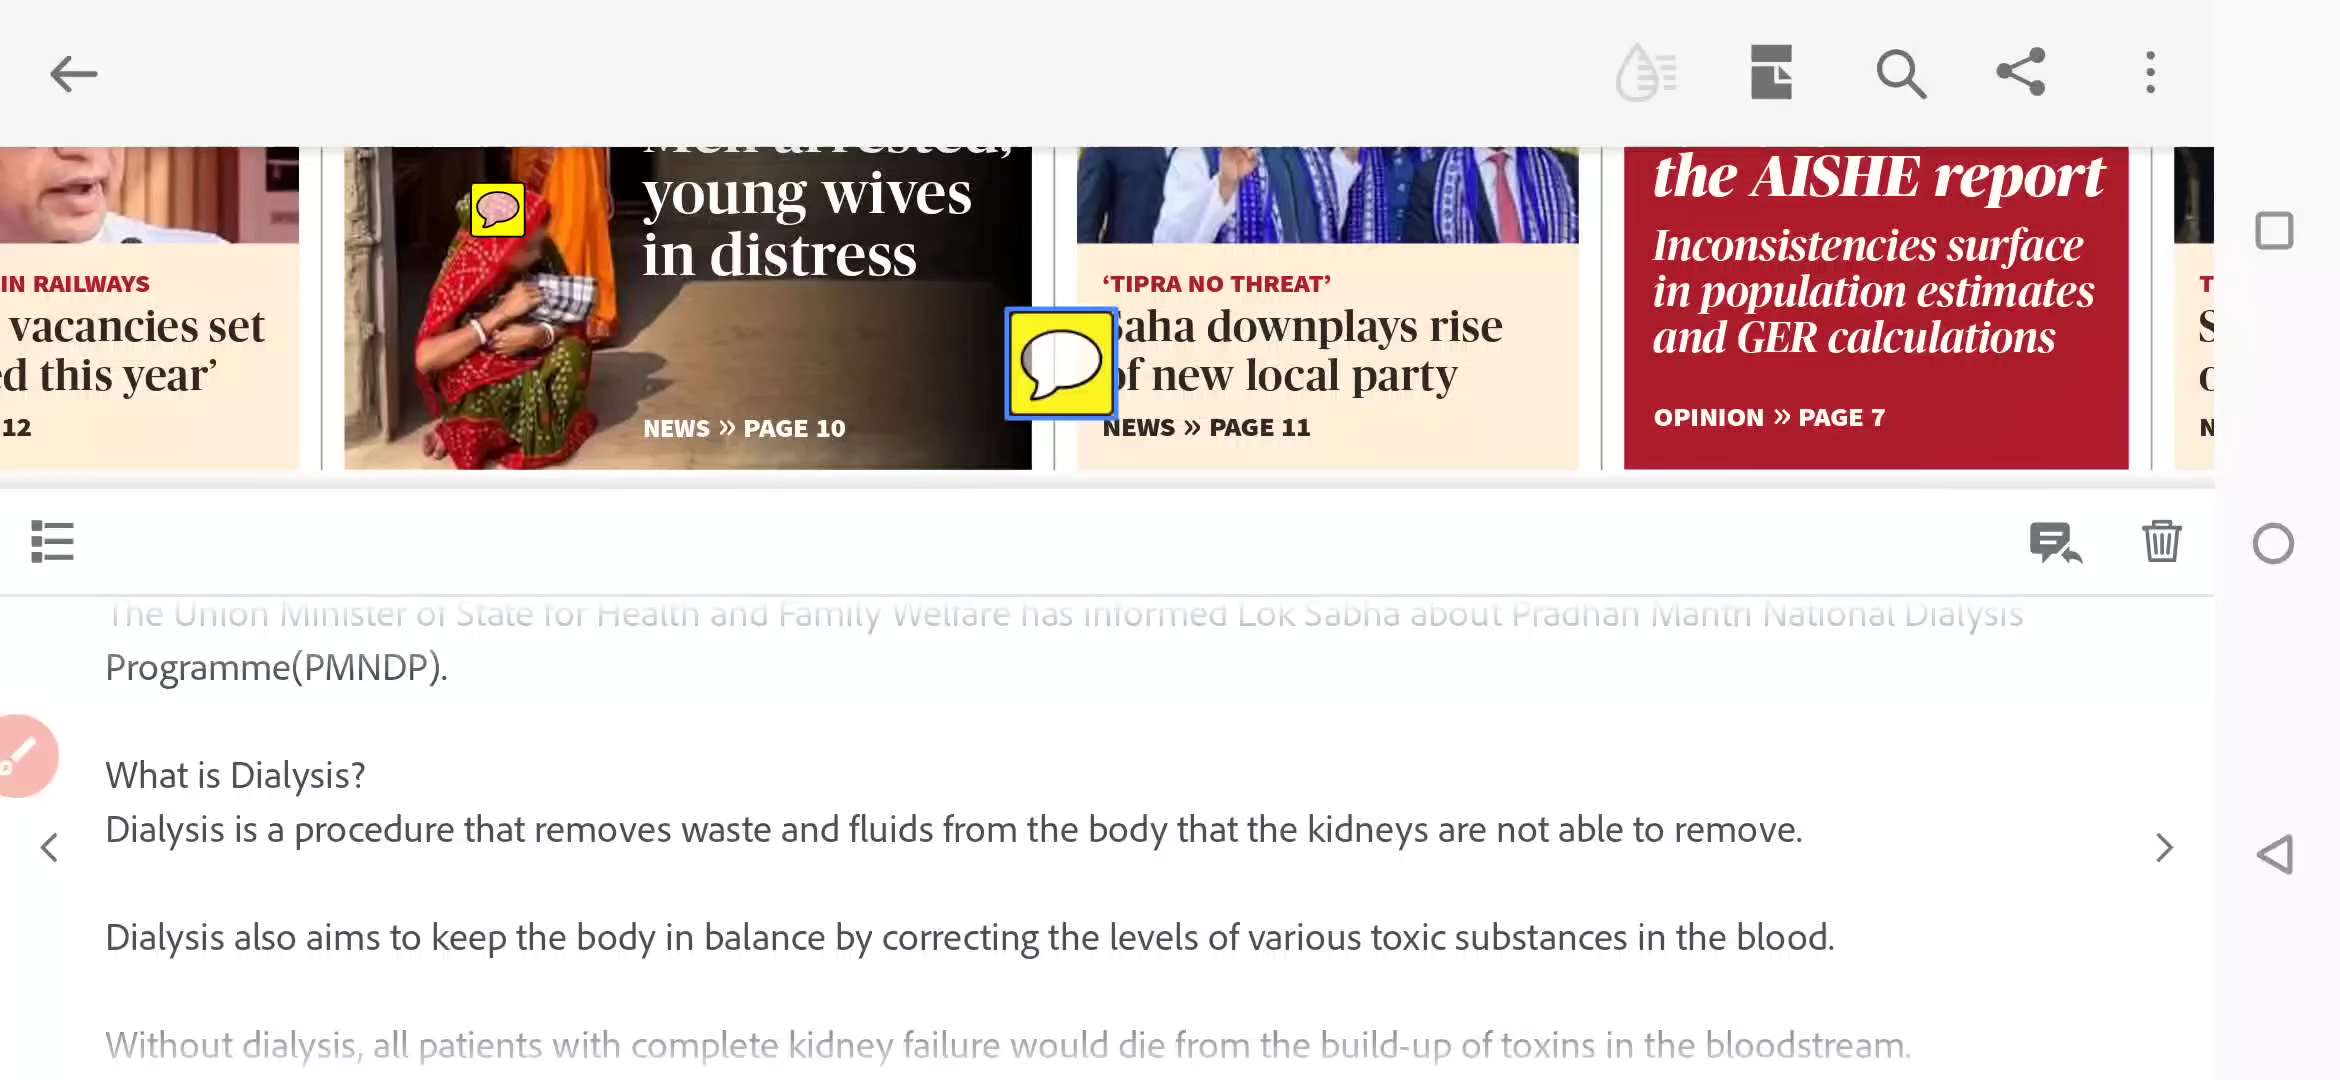 IN RAILWAYS
vacancies set
ed this year’
12
Men arrested,
young wives
in distress
NEWS » PAGE 10
‘TIPRA NO THREAT’
Saha downplays rise
of new local party
NEWS » PAGE 11
the AISHE report
Inconsistencies surface
in population estimates
and GER calculations
OPINION » PAGE 7
The Union Minister of State for Health and Family Welfare has informed Lok Sabha about Pradhan Mantri National Dialysis
Programme(PMNDP).
What is Dialysis?
Dialysis is a procedure that removes waste and fluids from the body that the kidneys are not able to remove.
Dialysis also aims to keep the body in balance by correcting the levels of various toxic substances in the blood.
Without dialysis, all patients with complete kidney failure would die from the build-up of toxins in the bloodstream.